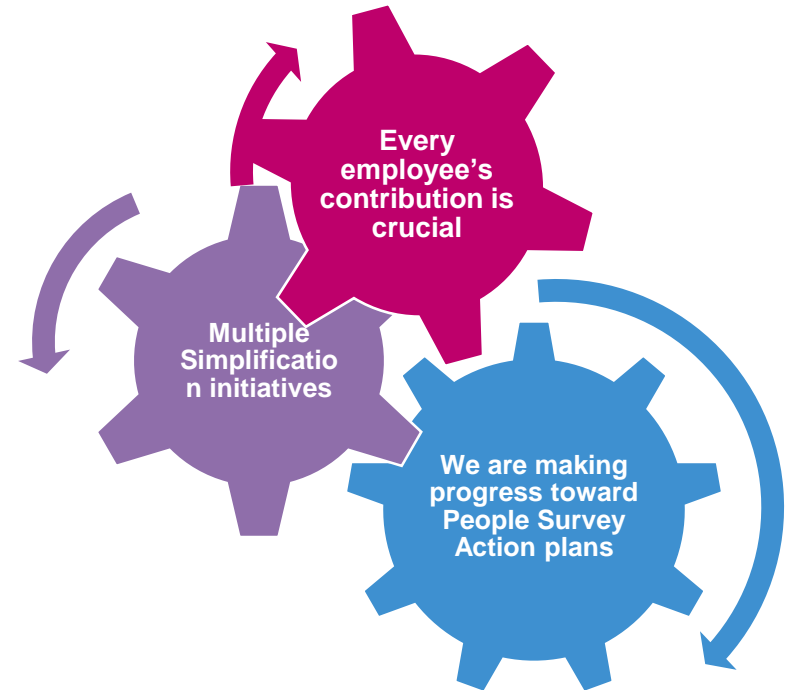 Every
employee’s
contribution is
crucial
Multiple
Simplificatio
n initiatives
We are making
progress toward
People Survey
Action plans